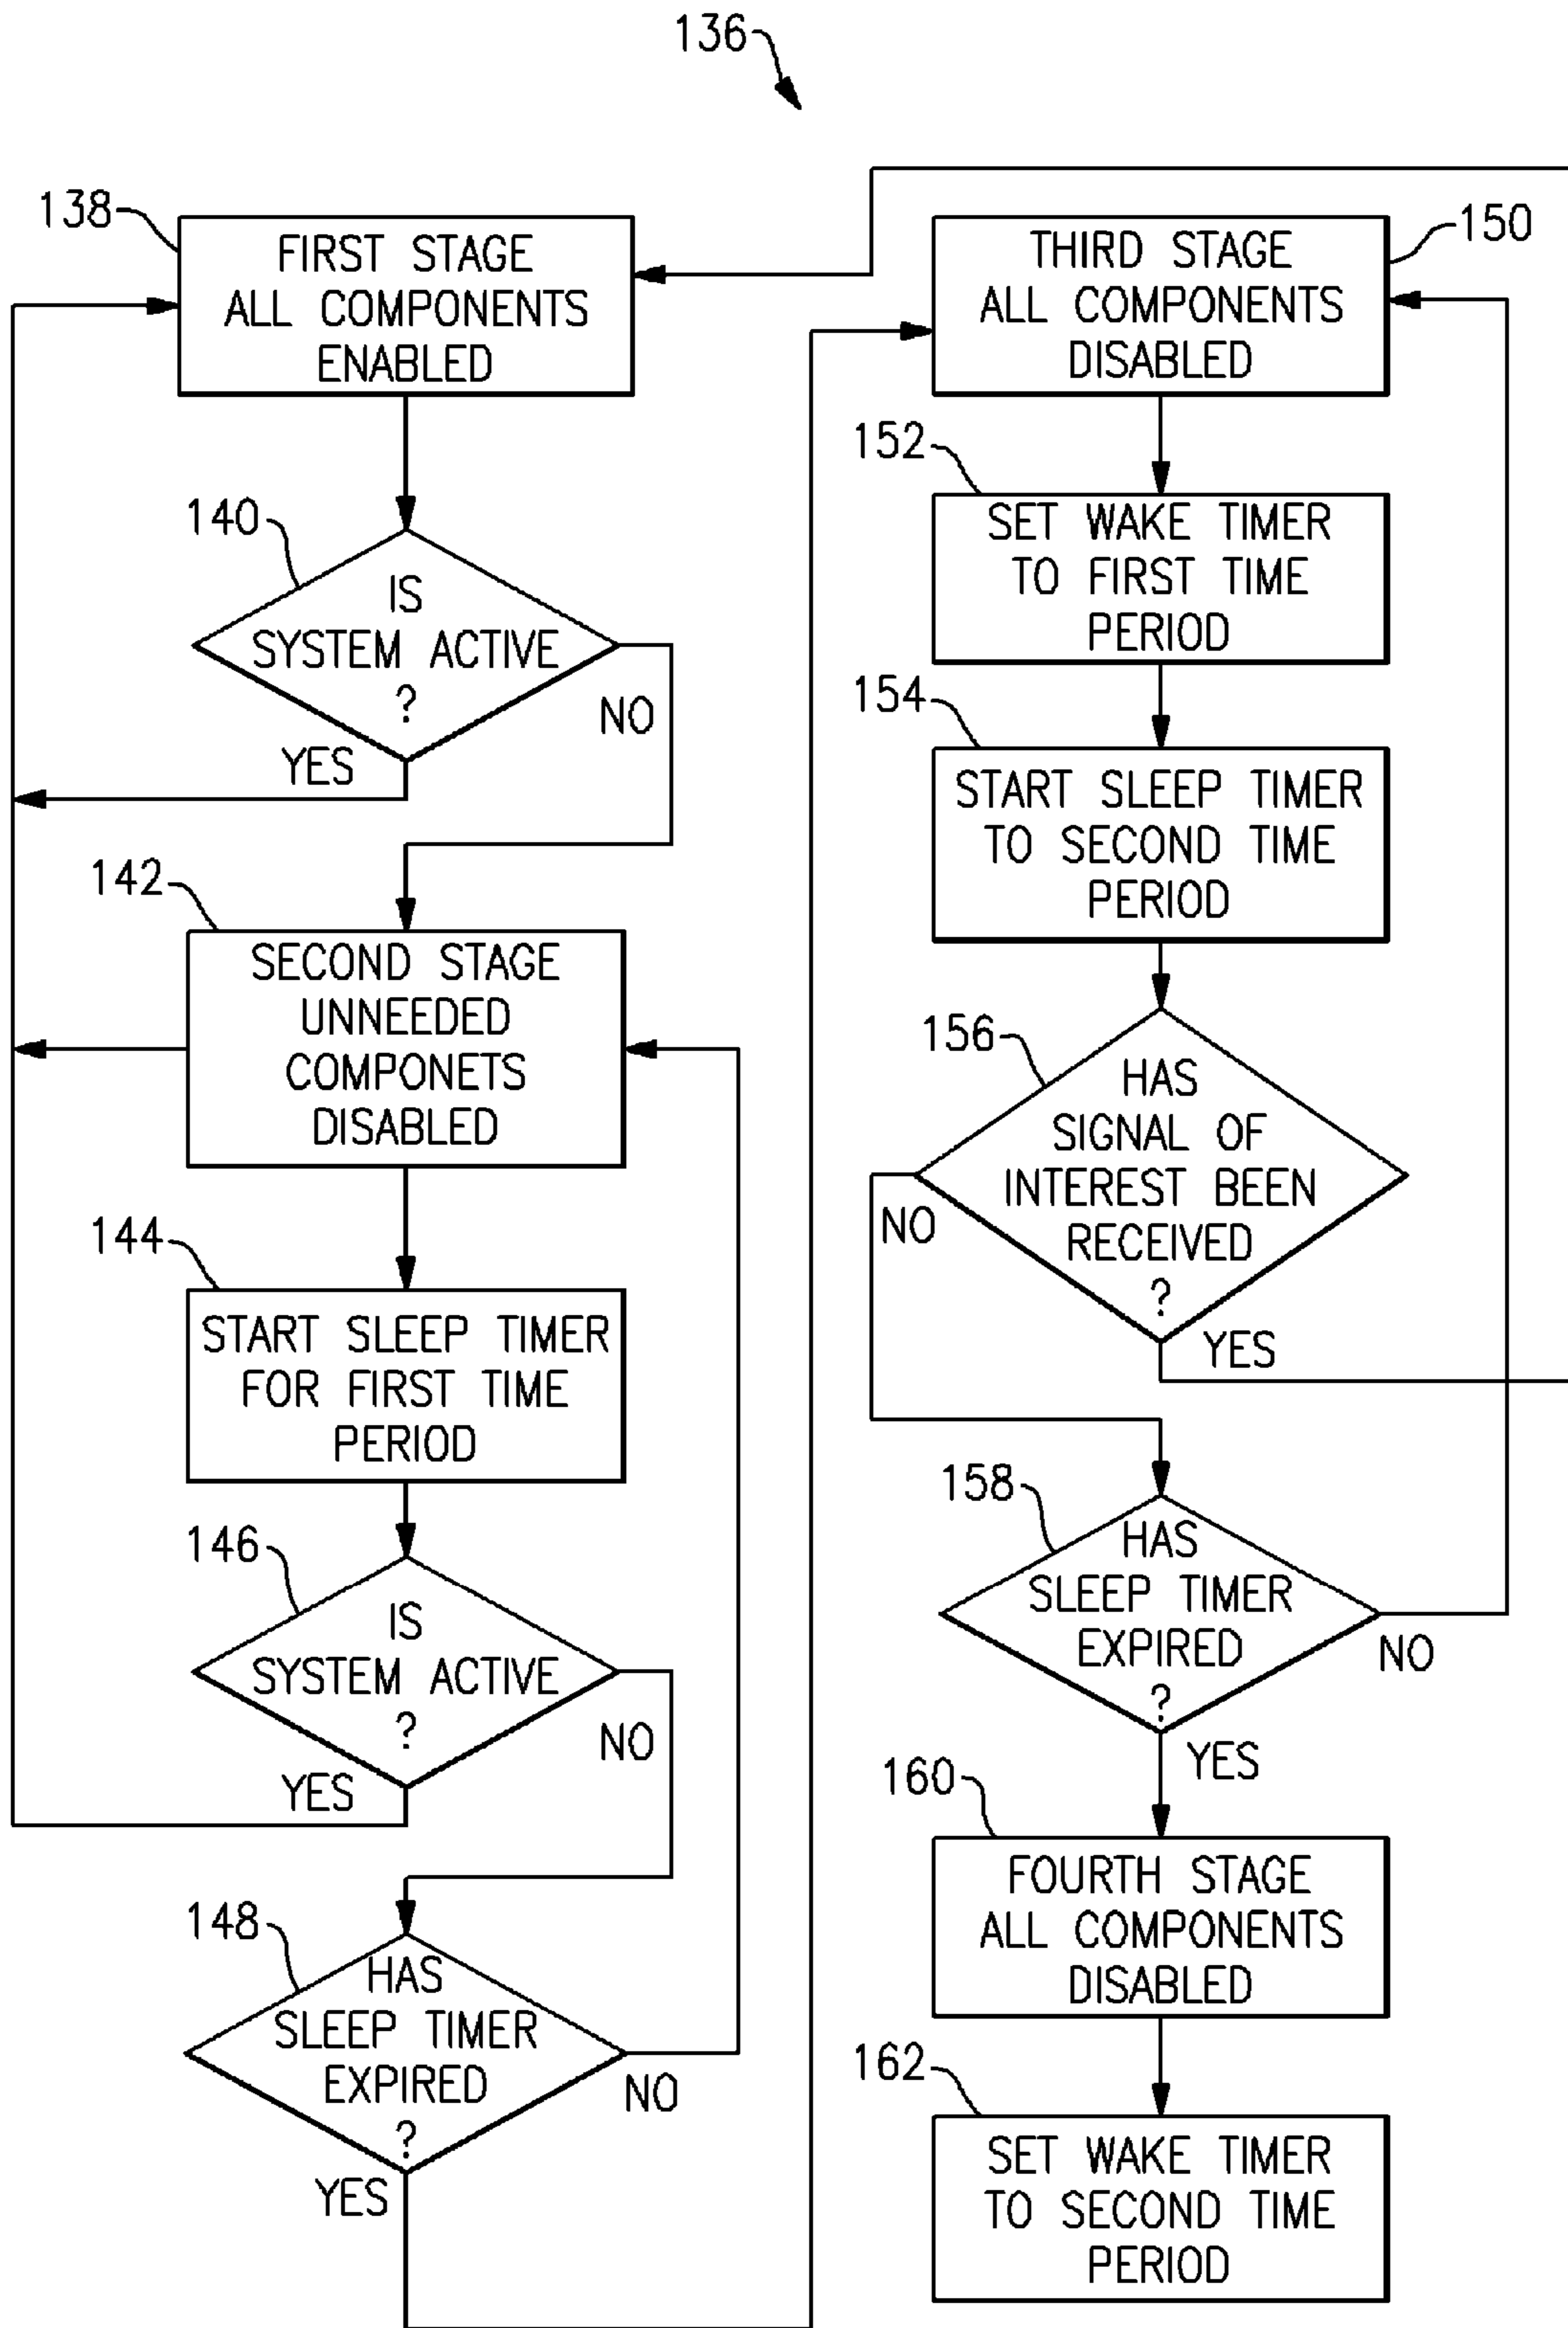 136
138
FIRST STAGE
ALL COMPONENTS
ENABLED
140
IS
SYSTEM ACTIVE
?
NO
YES
142
SECOND STAGE
UNNEEDED
COMPONETS
DISABLED
144
START SLEEP TIMER
FOR FIRST TIME
PERIOD
146
IS
SYSTEM ACTIVE
?
NO
YES
148
HAS
SLEEP TIMER
EXPIRED
?
NO
YES
150
THIRD STAGE
ALL COMPONENTS
DISABLED
152
SET WAKE TIMER
TO FIRST TIME
PERIOD
154
START SLEEP TIMER
TO SECOND TIME
PERIOD
156
HAS
SIGNAL OF
INTEREST BEEN
RECEIVED
?
NO
YES
158
HAS
SLEEP TIMER
EXPIRED
?
NO
YES
160
FOURTH STAGE
ALL COMPONENTS
DISABLED
162
SET WAKE TIMER
TO SECOND TIME
PERIOD